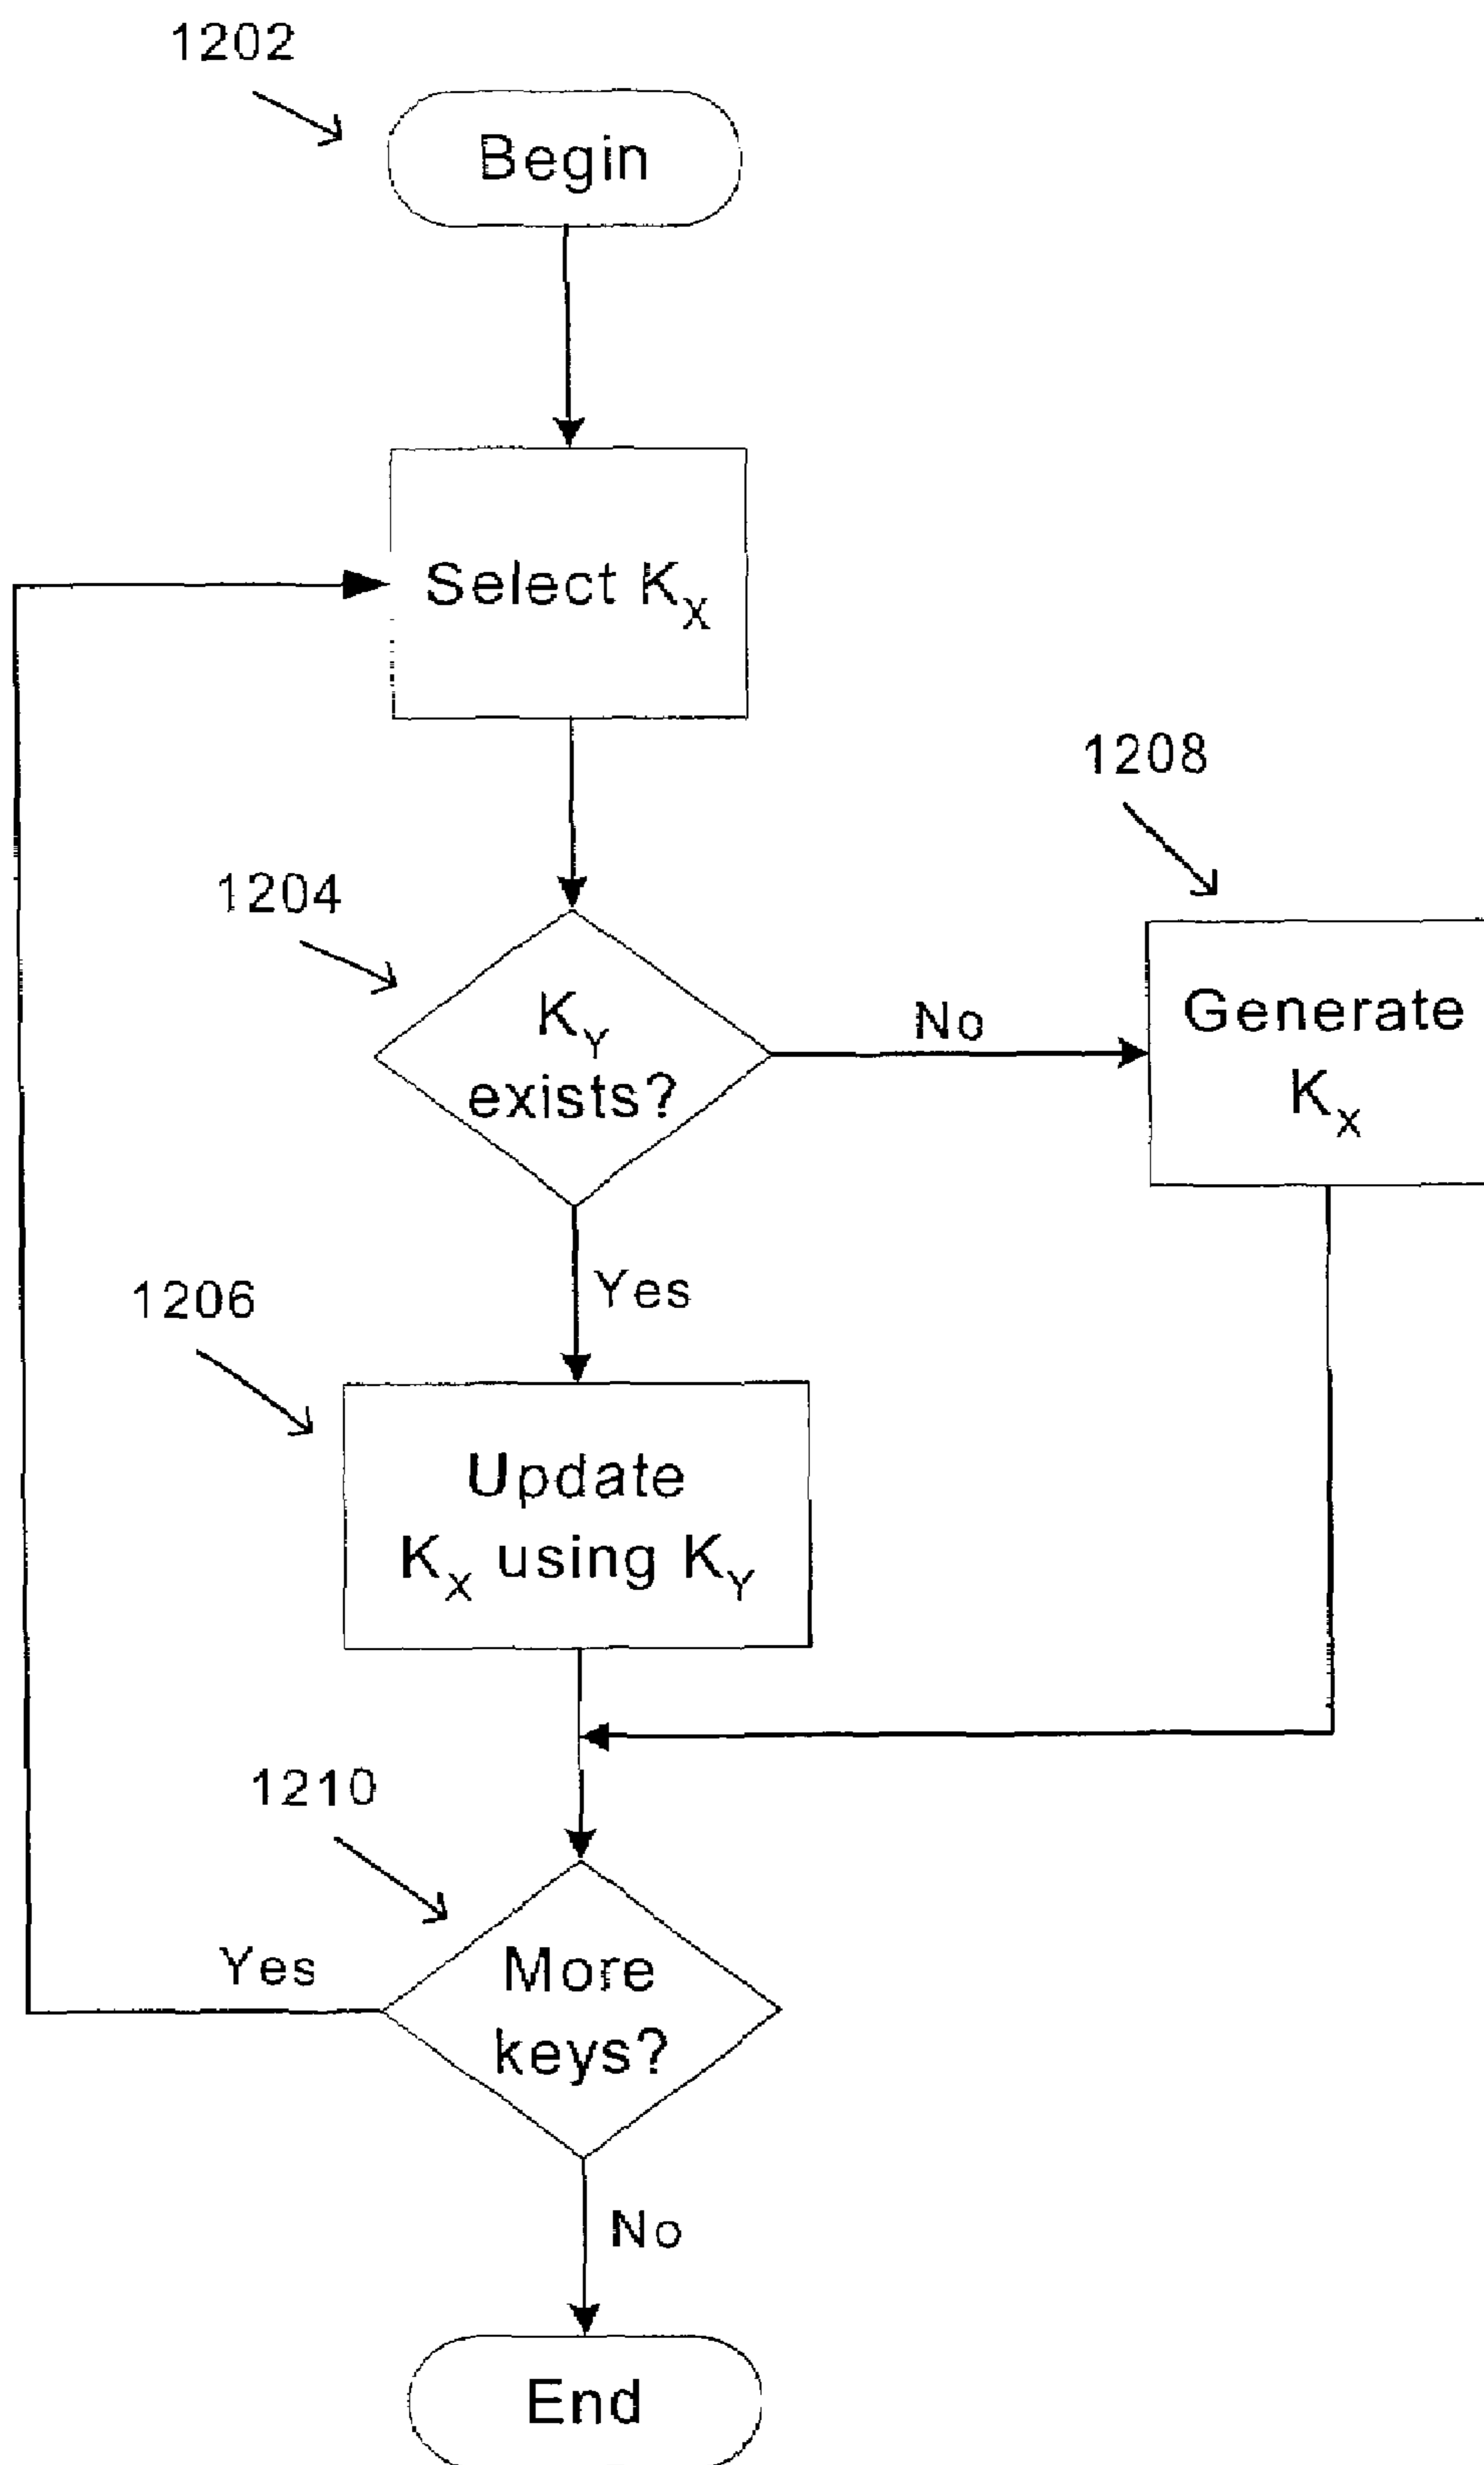 1202
Begin
Select K_X
1208
1204
K_Y
exists?
No
Generate
K_X
Yes
1206
Update
K_X using K_Y
1210
Yes
More
keys?
No
End